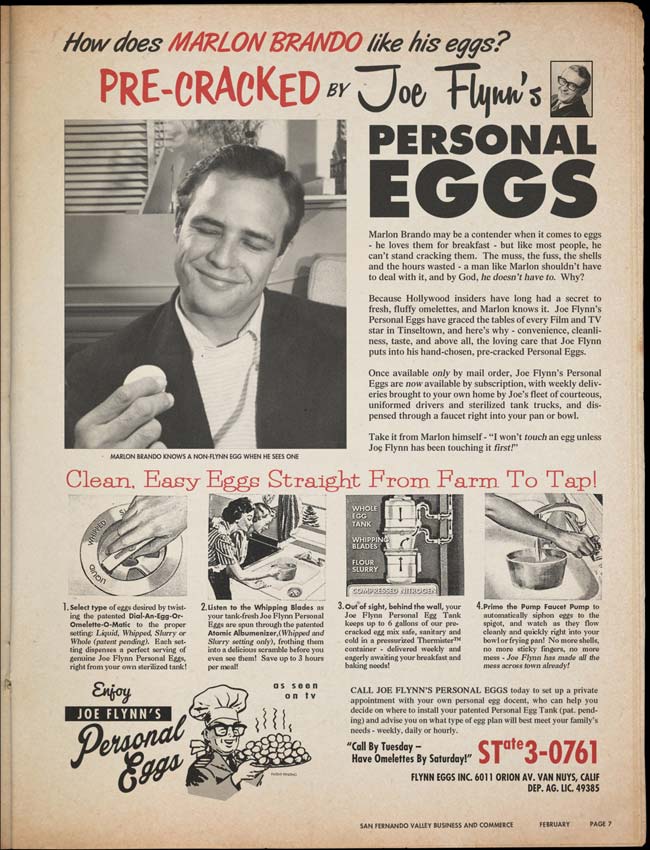 How does MARLON BRANDO like his eggs?
PRE-CRACKED BY Joe Flynn's
PERSONAL
EGGS
Marlon Brando may be a contender when it comes to eggs
- he loves them for breakfast - but like most people, he
can't stand cracking them. The muss, the fuss, the shells
and the hours wasted - a man like Marlon shouldn't have
to deal with it, and by God, he doesn't have to. Why?
Because Hollywood insiders have long had a secret to
fresh, fluffy omelettes, and Marlon knows it. Joe Flynn's
Personal Eggs have graced the tables of every Film and TV
star in Tinseltown, and here's why - convenience, cleanli-
ness, taste, and above all, the loving care that Joe Flynn
puts into his hand-chosen, pre-cracked Personal Eggs.
Once available only by mail order, Joe Flynn's Personal
Eggs are now available by subscription, with weekly deliv-
eries brought to your own home by Joe's fleet of courteous,
uniformed drivers and sterilized tank trucks, and dis-
pensed through a faucet right into your pan or bowl.
Take it from Marlon himself - "I won't touch an egg unless
Joe Flynn has been touching it first!"
MARLON BRANDO KNOWS A NON-FLYNN EGG WHEN HE SEES ONE
Clean, Easy Eggs Straight From Farm To Tap!
WHIPPED
LIQUID
WHOLE
EGG
TANK
WHIPPING
BLADES
FLOUR
SLURRY
COMPRESSED NITROGEN
1. Select type of eggs desired by twist-
ing the patented Dial-An-Egg-Or-
Omelette-O-Matic to the proper
setting: Liquid, Whipped, Slurry or
Whole (patent pending). Each set-
ting dispenses a perfect serving of
genuine Joe Flynn Personal Eggs,
right from your own sterilized tank!
2. Listen to the Whipping Blades as
your tank-fresh Joe Flynn Personal
Eggs are spun through the patented
Atomic Albumenizer, (Whipped and
Slurry setting only), frothing them
into a delicious scramble before you
even see them! Save up to 3 hours
per meal!
3. Out of sight, behind the wall, your
Joe Flynn Personal Egg Tank
keeps up to 6 gallons of our pre-
cracked egg mix safe, sanitary and
cold in a pressurized Thermizer™
container - delivered weekly and
eagerly awaiting your breakfast and
baking needs!
4. Prime the Pump Faucet Pump to
automatically siphon eggs to the
spigot, and watch as they flow
cleanly and quickly right into your
bowl or frying pan! No more shells,
no more sticky fingers, no more
mess - Joe Flynn has made all the
mess across town already!
Enjoy
JOE FLYNN'S
Personal
Eggs
as seen
on tv
PATENT PENDING
CALL JOE FLYNN'S PERSONAL EGGS today to set up a private
appointment with your own personal egg docent, who can help you
decide on where to install your patented Personal Egg Tank (pat. pend-
ing) and advise you on what type of egg plan will best meet your family's
needs - weekly, daily or hourly.
"Call By Tuesday –
Have Omelettes By Saturday!" STate 3-0761
FLYNN EGGS INC. 6011 ORION AV. VAN NUYS, CALIF
DEP. AG. LIC. 49385
SAN FERNANDO VALLEY BUSINESS AND COMMERCE FEBRUARY PAGE 7